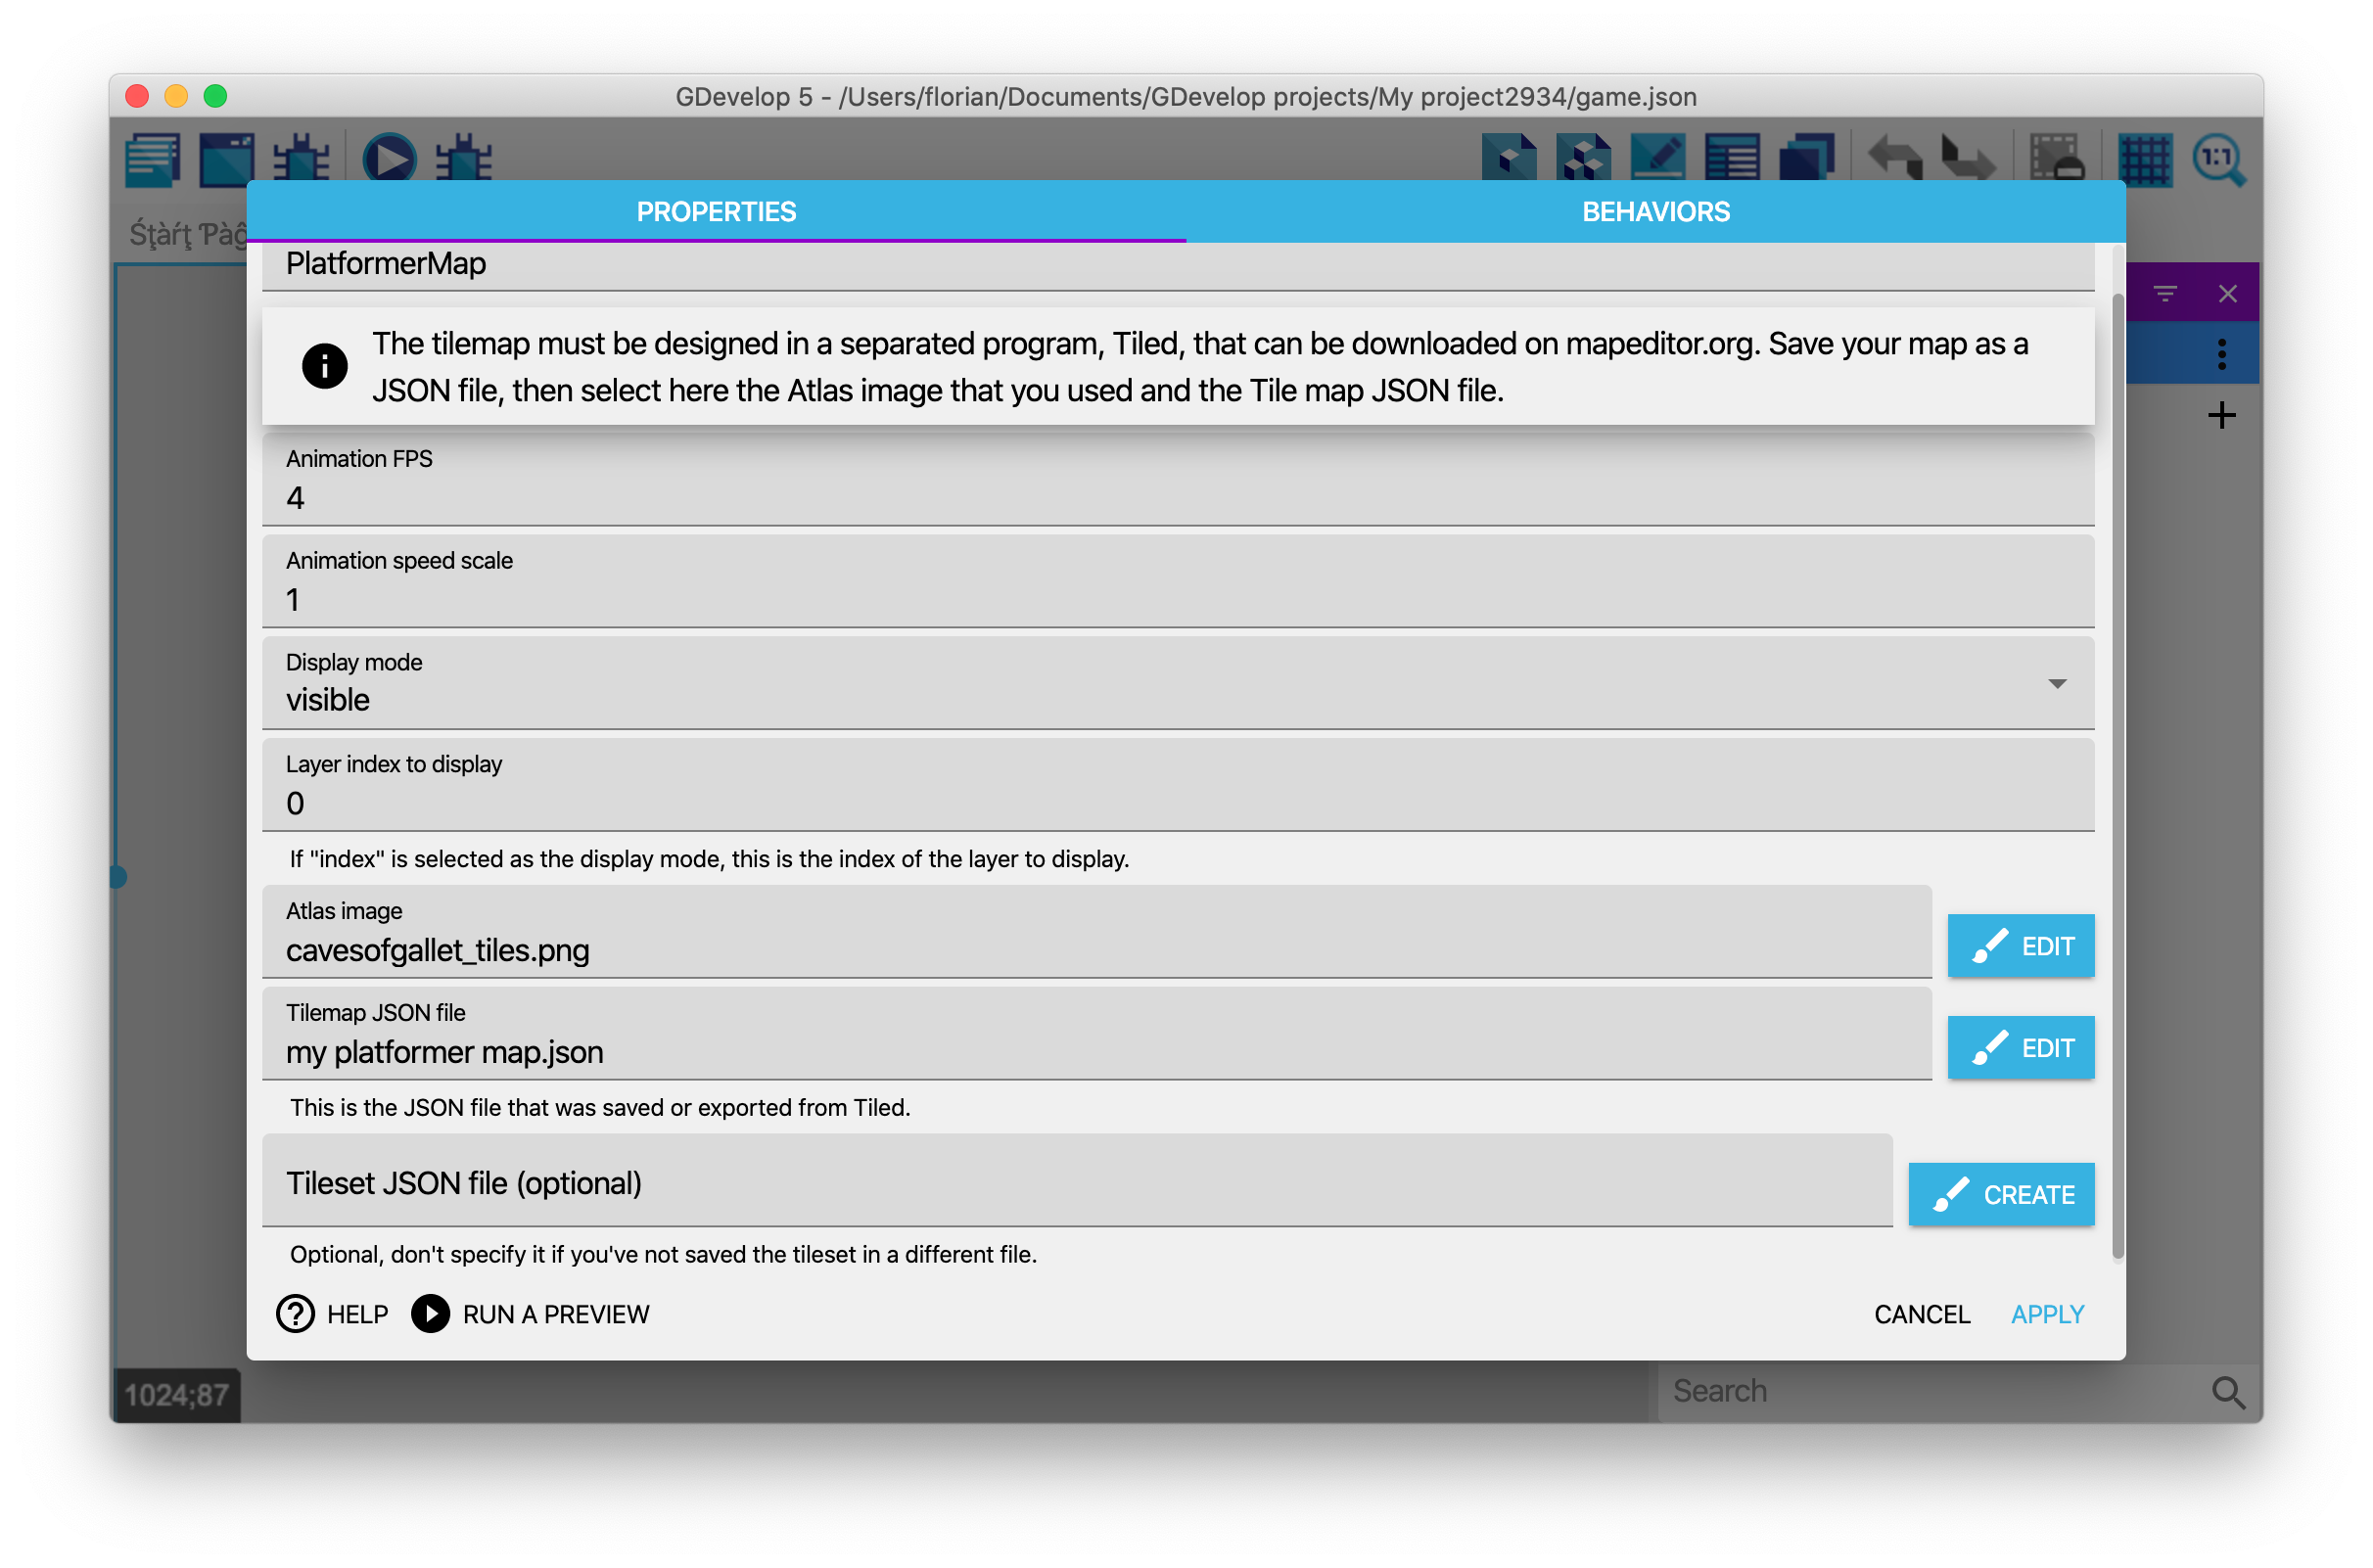 GDevelop 5 - /Users/florian/Documents/GDevelop projects/My project2934/game.json
1:1
Śţàŕţ Ƥàĝ
PROPERTIES
BEHAVIORS
PlatformerMap
The tilemap must be designed in a separated program, Tiled, that can be downloaded on mapeditor.org. Save your map as a
JSON file, then select here the Atlas image that you used and the Tile map JSON file.
Animation FPS
4
Animation speed scale
1
Display mode
visible
Layer index to display
0
If "index" is selected as the display mode, this is the index of the layer to display.
Atlas image
cavesofgallet_tiles.png
EDIT
Tilemap JSON file
my platformer map.json
EDIT
This is the JSON file that was saved or exported from Tiled.
Tileset JSON file (optional)
CREATE
Optional, don't specify it if you've not saved the tileset in a different file.
HELP
RUN A PREVIEW
CANCEL
APPLY
1024;87
Search